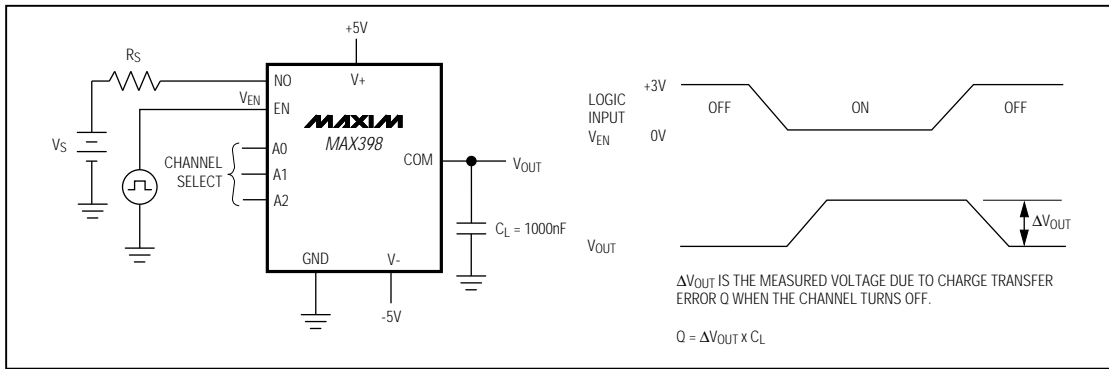 +5V
RS
NO
V+
VEN
EN
MAXIM
MAX398
VS
A0
CHANNEL
SELECT
A1
A2
COM
VOUT
CL = 1000nF
GND
V-
-5V
LOGIC
INPUT
VEN
+3V
0V
OFF
ON
OFF
VOUT
ΔVOUT
ΔVOUT IS THE MEASURED VOLTAGE DUE TO CHARGE TRANSFER
ERROR Q WHEN THE CHANNEL TURNS OFF.
Q = ΔVOUT x CL